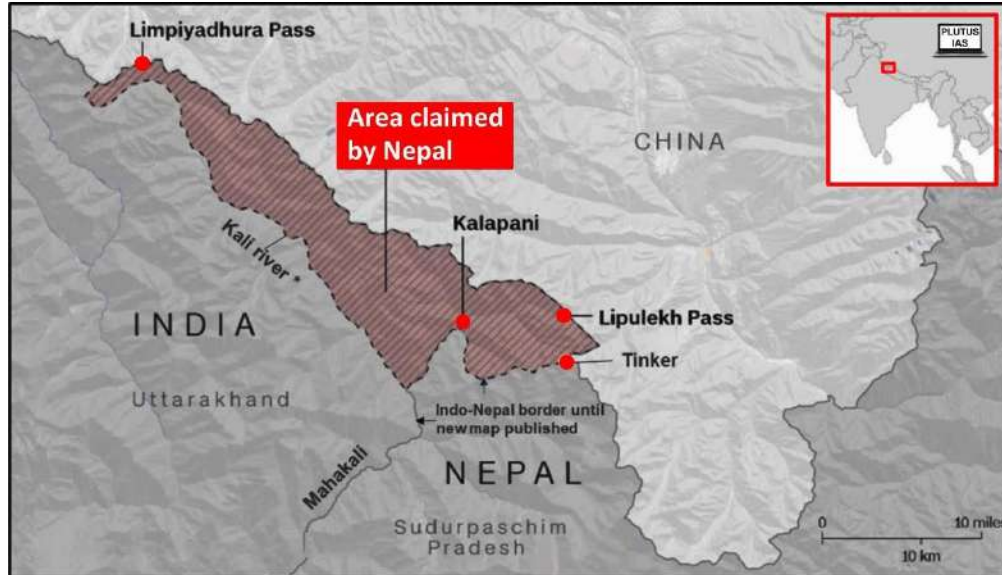 Limpiyadhura Pass
PLUTUS
IAS
Area claimed
by Nepal
CHINA
Kalapani
Kali river *
INDIA
Lipulekh Pass
Tinker
Uttarakhand
Indo-Nepal border until
new map published
Mahakali
NEPAL
Sudurpaschim
Pradesh
0 10 miles
10 km